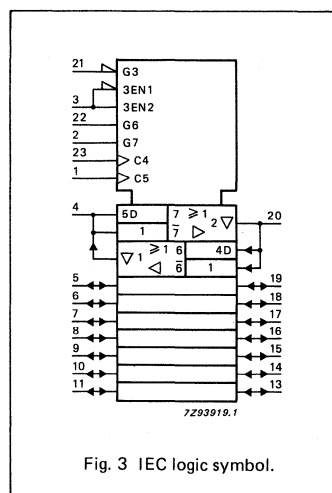 21 G3
3EN1
3 3EN2
22 G6
2 G7
23 C4
1 C5
4 5D 7 ≥1 2 ▽ 20
1 7̅ ▷
▽ 1 ≥1 6 4D
◁ 6̅ 1
5 19
6 18
7 17
8 16
9 15
10 14
11 13
7Z93919.1
Fig. 3 IEC logic symbol.